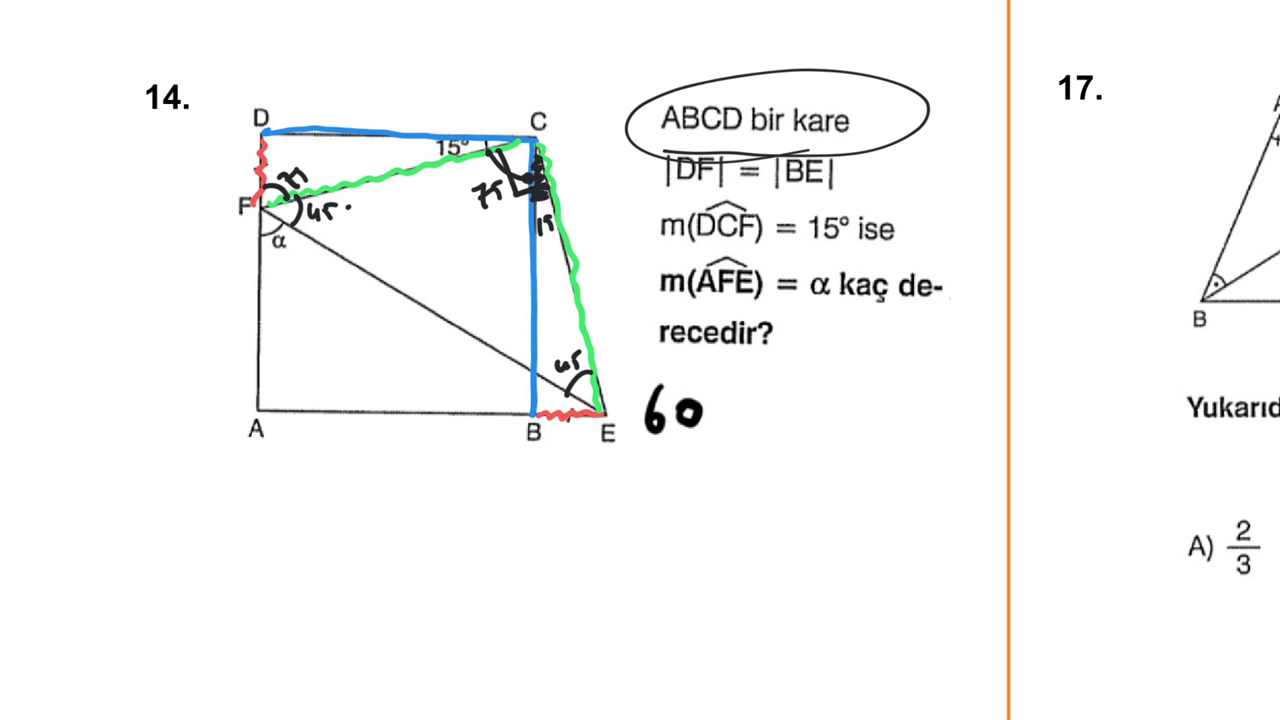 14.
D
C
15°
75
75
F
45.
15
α
45
A
B
E
60
ABCD bir kare
|DF| = |BE|
m(DCF) = 15° ise
m(AFE) = α kaç de-
recedir?
17.
B
Yukarıd
A) 2/3